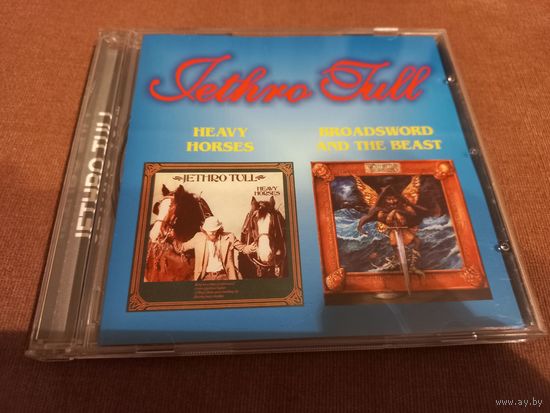 Jethro Tull
HEAVY
HORSES
BROADSWORD
AND THE BEAST
JETHRO TULL
HEAVY
HORSES
JETHRO TULL
www.ay.by